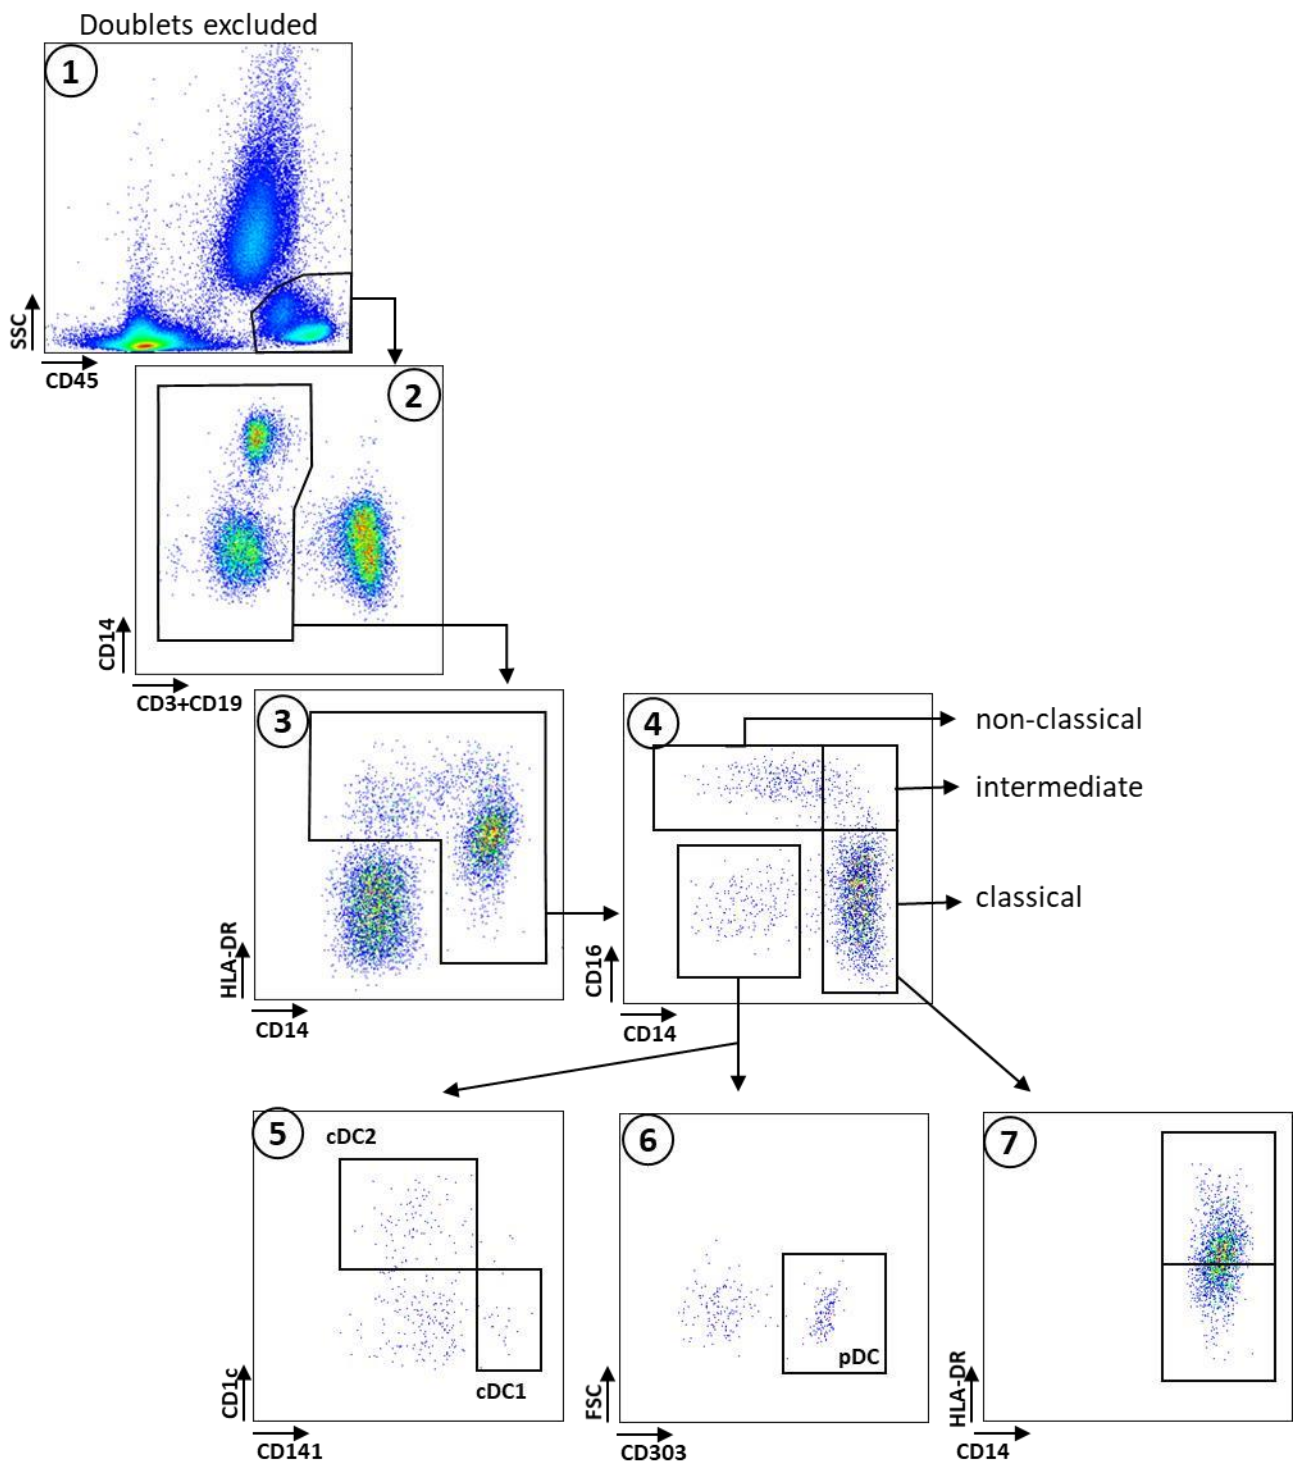 Doublets excluded
1
SSC
CD45
2
CD14
CD3+CD19
3
HLA-DR
CD14
4
CD16
CD14
non-classical
intermediate
classical
5
cDC2
cDC1
CD1c
CD141
6
pDC
FSC
CD303
7
HLA-DR
CD14